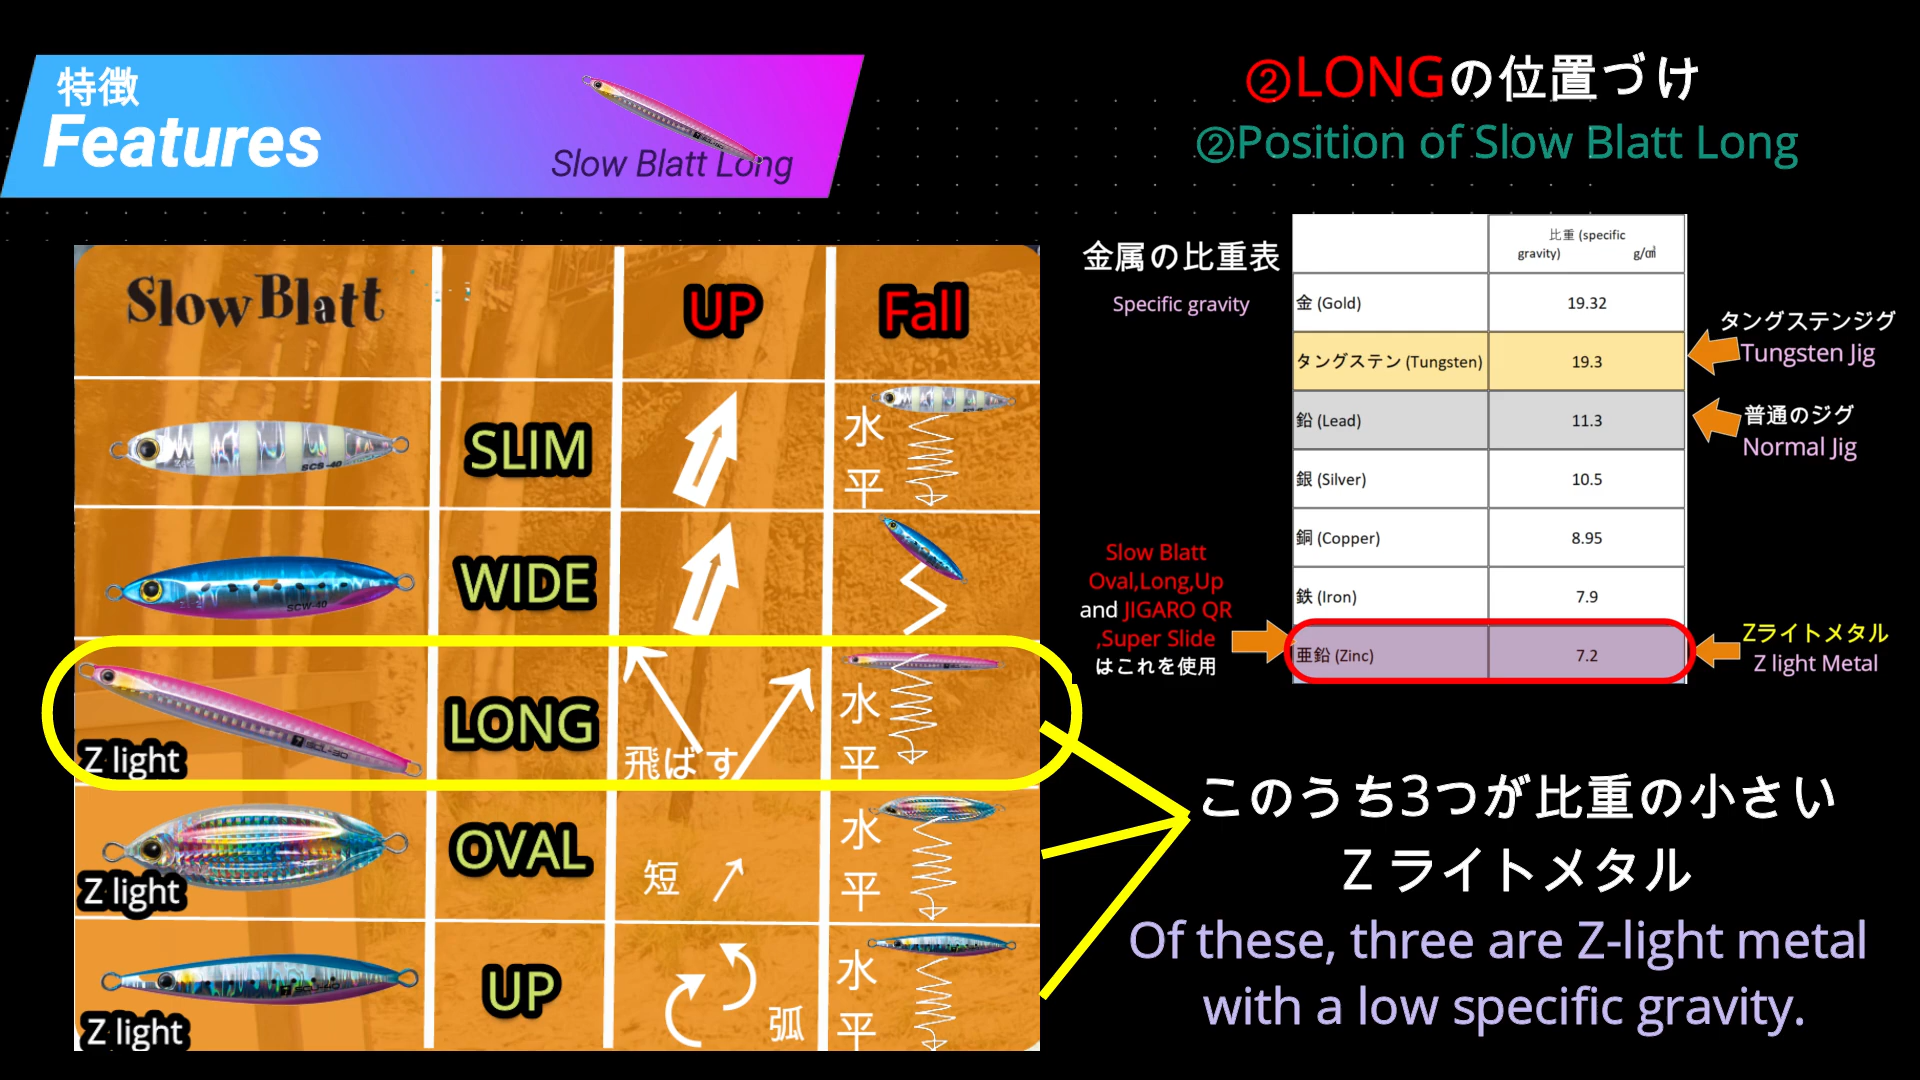 特徴
Features
Slow Blatt Long
②LONGの位置づけ
②Position of Slow Blatt Long
Slow Blatt
UP
Fall
SCS-40
SLIM
水
平
SCW-40
WIDE
Z light
LONG
飛ばす
水
平
Z light
OVAL
短
水
平
Z light
UP
弧
水
平
金属の比重表
Specific gravity
比重 (specific
gravity) g/㎤
金 (Gold) 19.32
タングステン (Tungsten) 19.3
鉛 (Lead) 11.3
銀 (Silver) 10.5
銅 (Copper) 8.95
鉄 (Iron) 7.9
亜鉛 (Zinc) 7.2
タングステンジグ
Tungsten Jig
普通のジグ
Normal Jig
Zライトメタル
Z light Metal
Slow Blatt
Oval,Long,Up
and JIGARO QR
,Super Slide
はこれを使用
このうち3つが比重の小さい
Z ライトメタル
Of these, three are Z-light metal
with a low specific gravity.